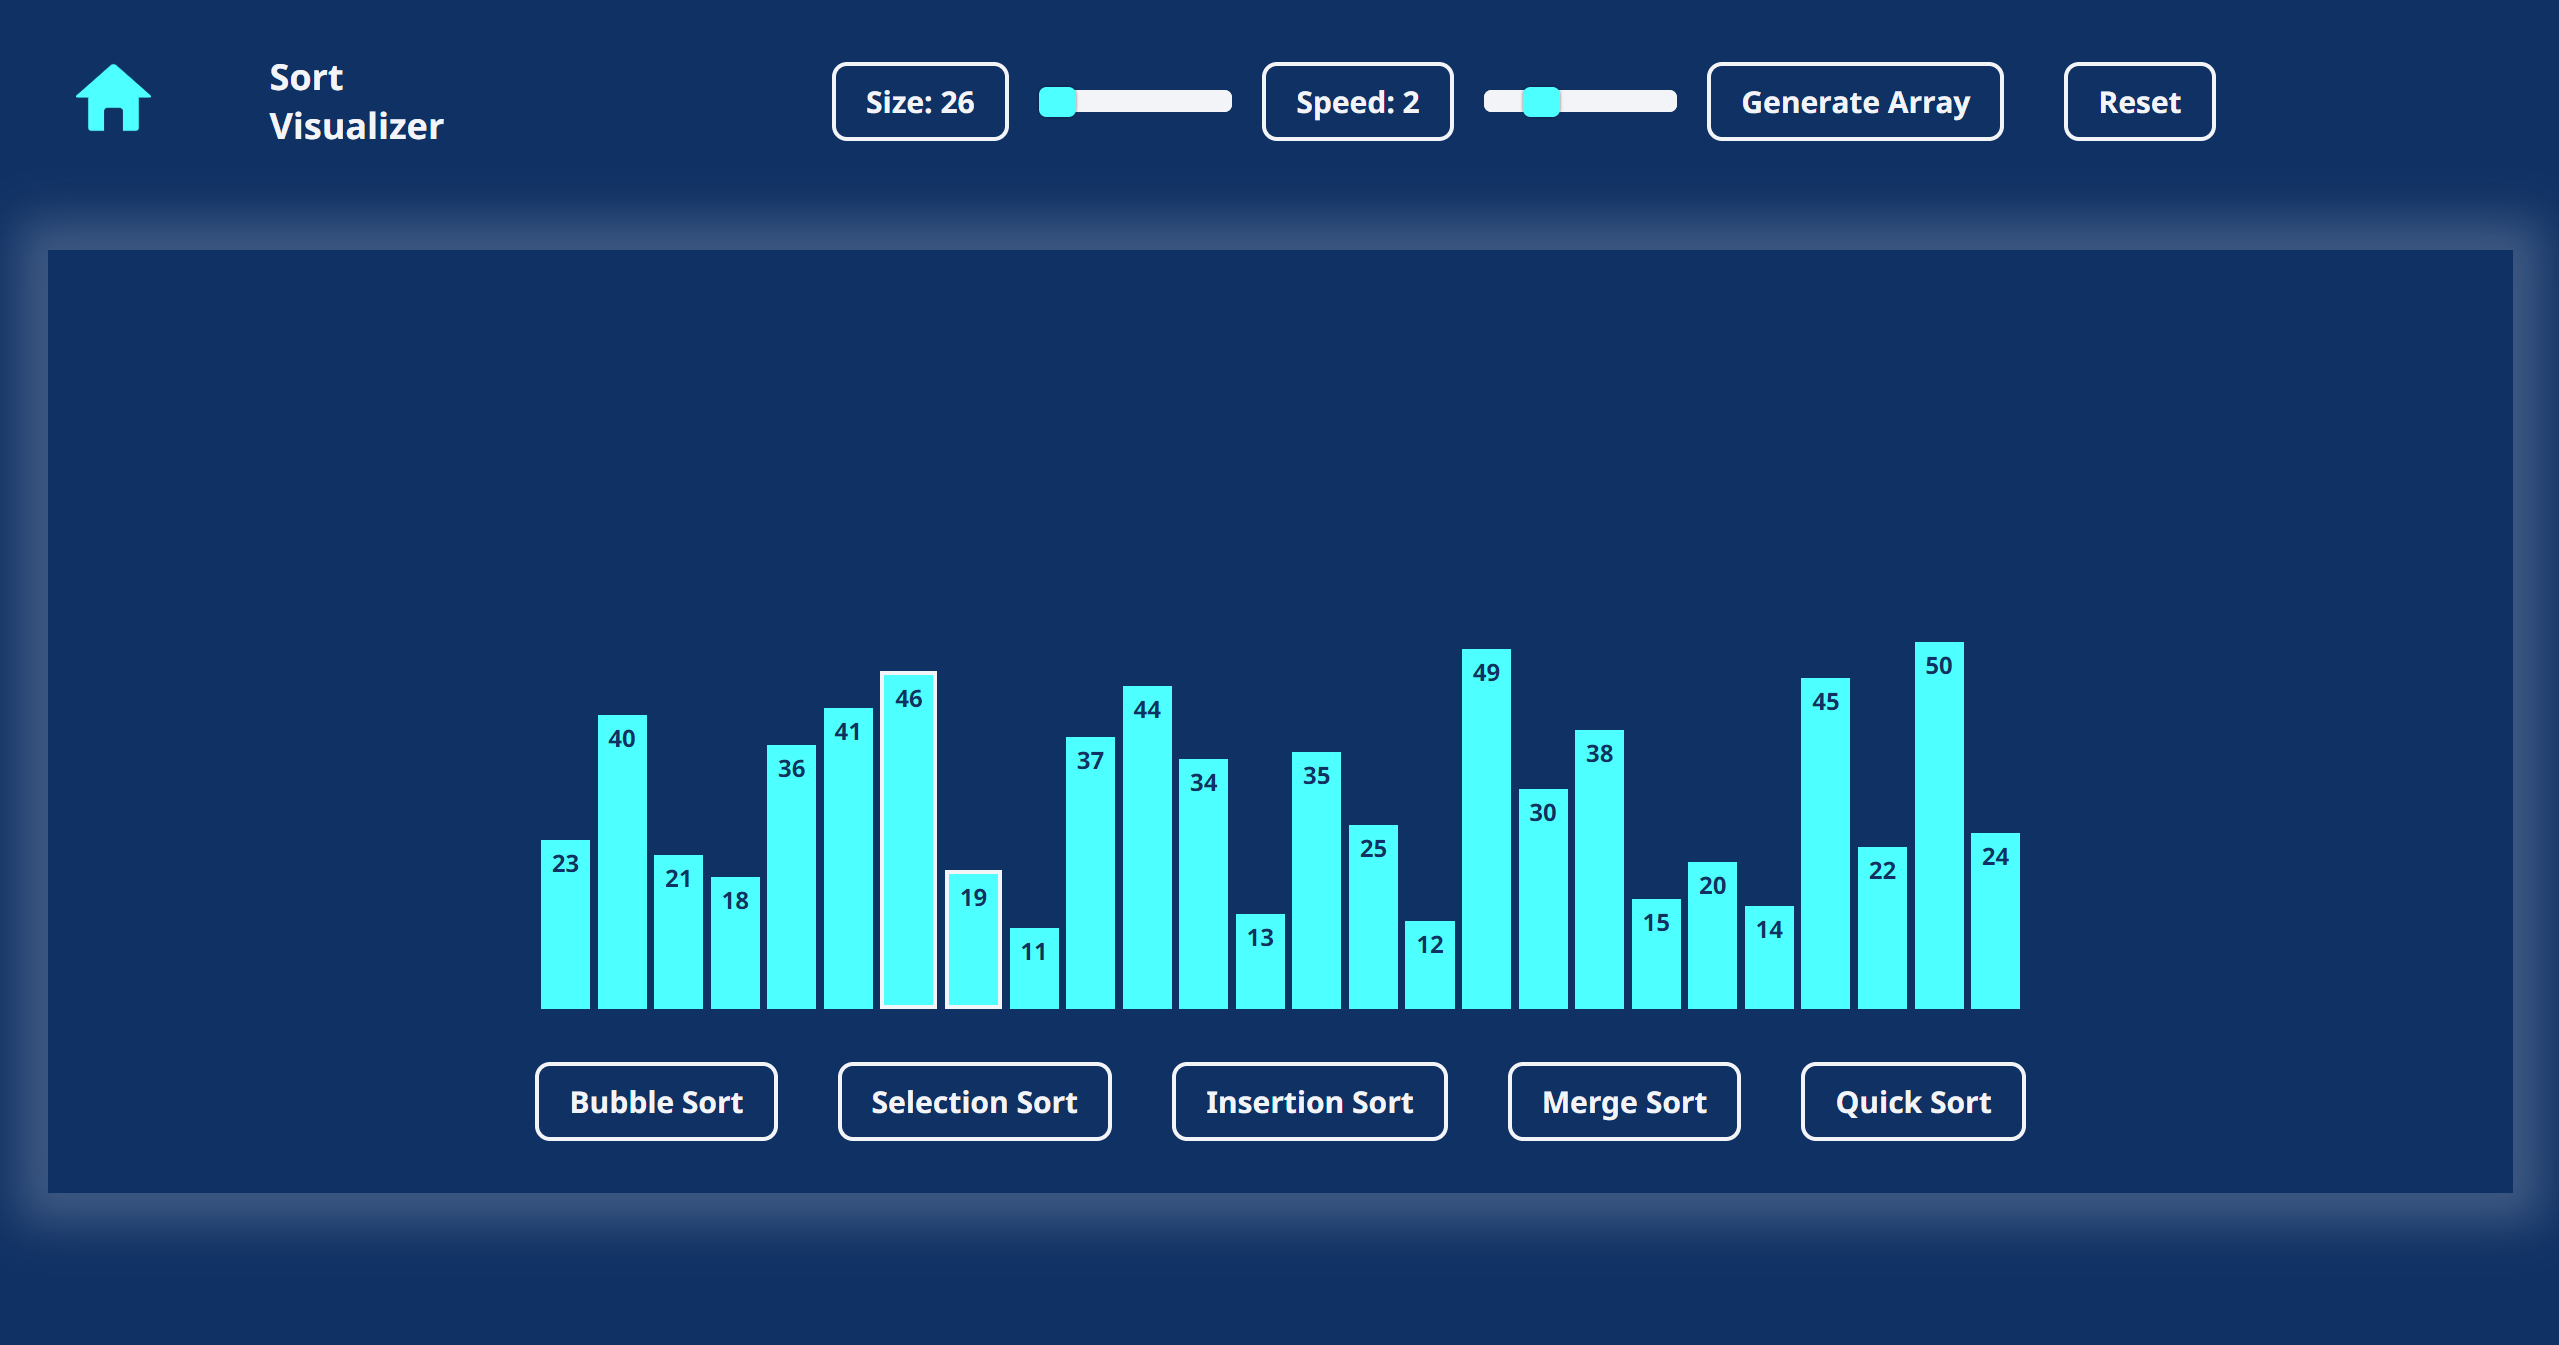 Sort
Visualizer
Size: 26
Speed: 2
Generate Array
Reset
23 40 21 18 36 41 46 19 11 37 44 34 13 35 25 12 49 30 38 15 20 14 45 22 50 24
Bubble Sort
Selection Sort
Insertion Sort
Merge Sort
Quick Sort